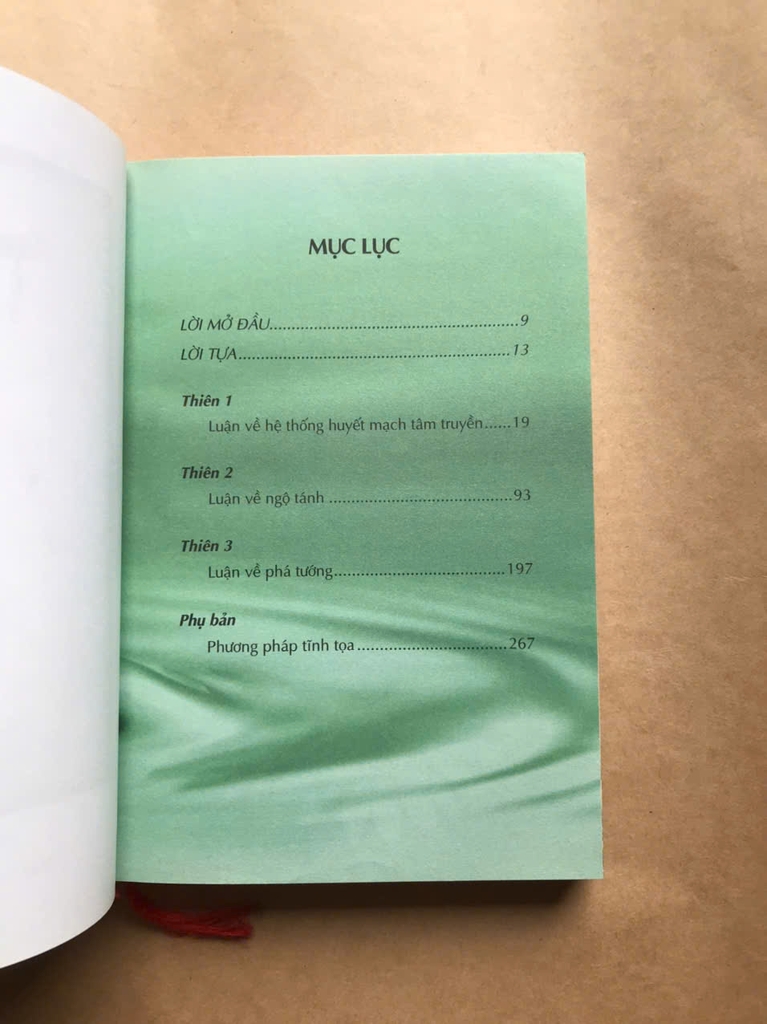 MỤC LỤC
LỜI MỞ ĐẦU........................................................9
LỜI TỰA.............................................................13
Thiên 1
Luận về hệ thống huyết mạch tâm truyền......19
Thiên 2
Luận về ngộ tánh .........................................93
Thiên 3
Luận về phá tướng.......................................197
Phụ bản
Phương pháp tĩnh tọa..................................267